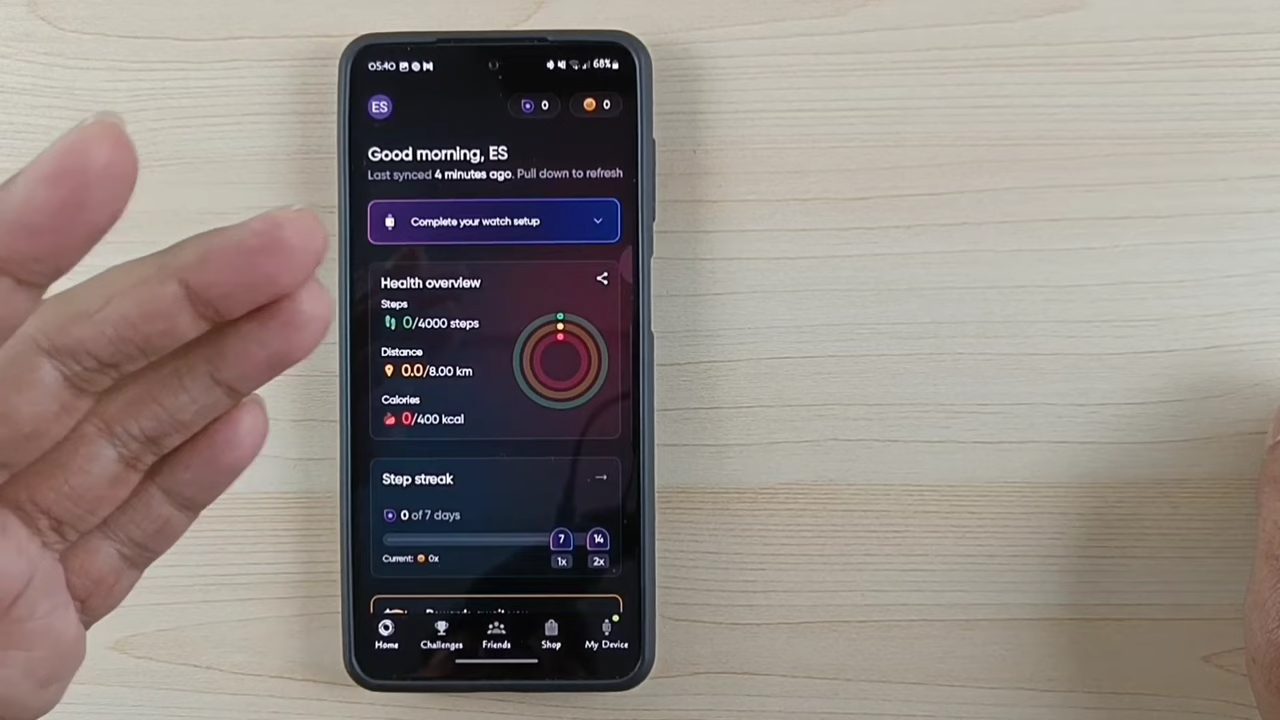 05:40 68%
ES 0 0
Good morning, ES
Last synced 4 minutes ago. Pull down to refresh
Complete your watch setup
Health overview
Steps
0/4000 steps
Distance
0.0/8.00 km
Calories
0/400 kcal
Step streak
0 of 7 days
7 14
Current: 0x 1x 2x
Home Challenges Friends Shop My Device